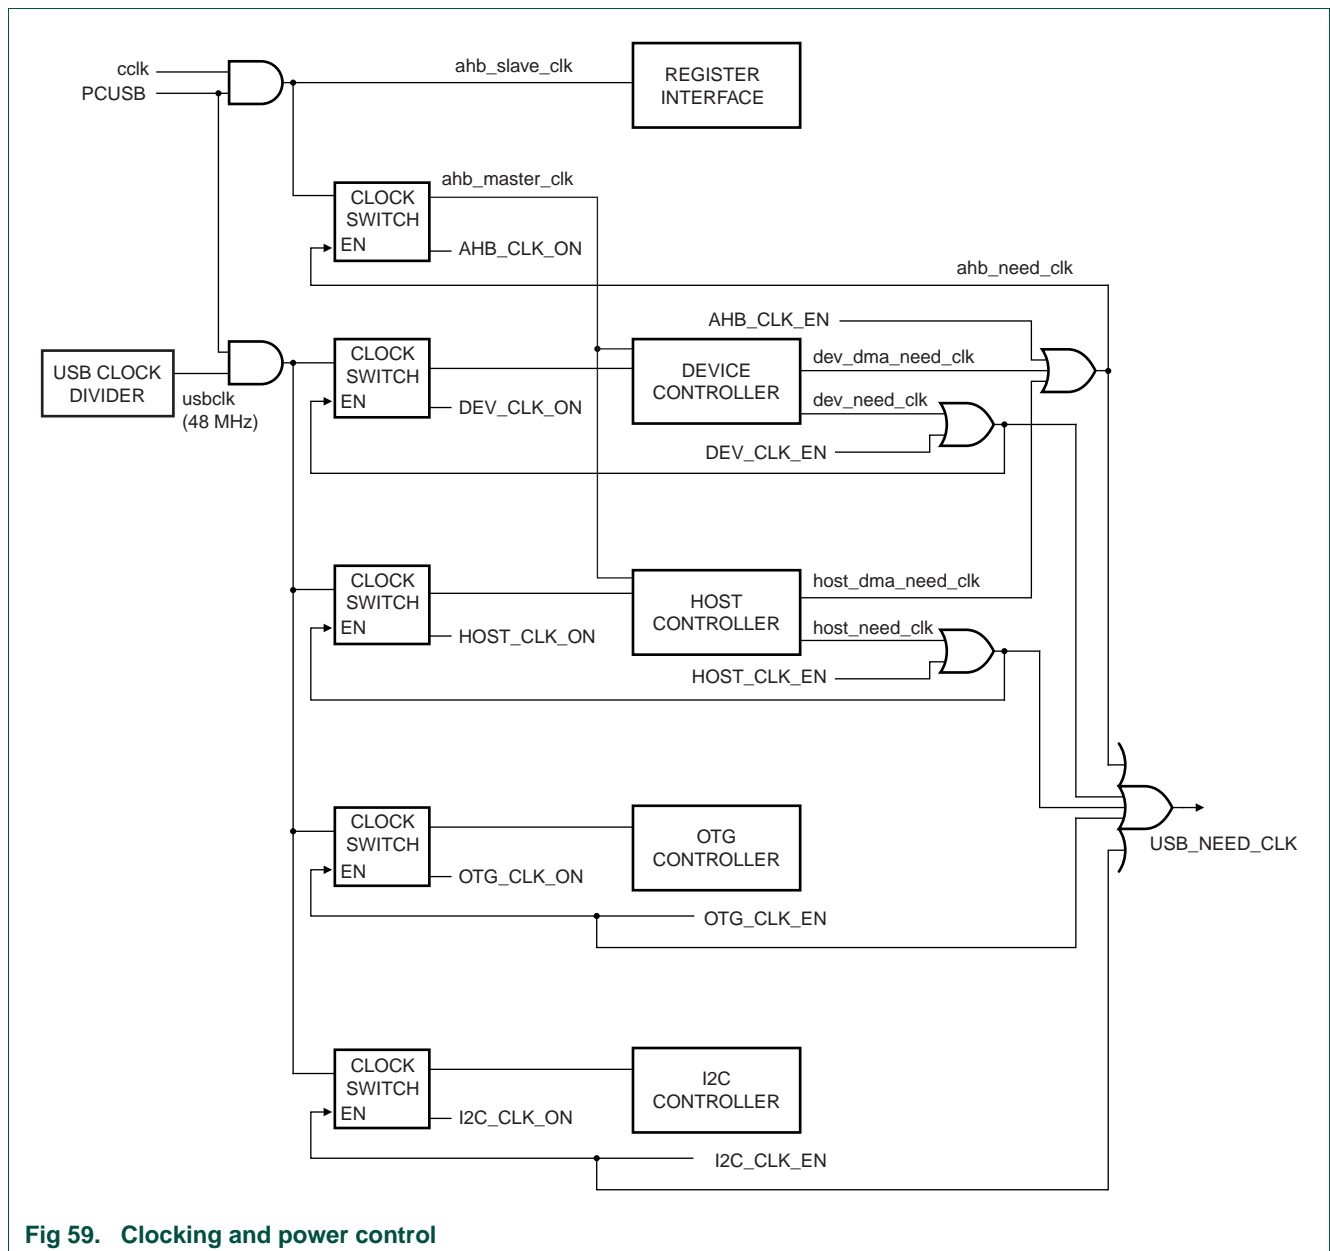 cclk
PCUSB
ahb_slave_clk
REGISTER
INTERFACE
CLOCK
SWITCH
EN
ahb_master_clk
AHB_CLK_ON
ahb_need_clk
AHB_CLK_EN
USB CLOCK
DIVIDER
usbclk
(48 MHz)
CLOCK
SWITCH
EN
DEV_CLK_ON
DEVICE
CONTROLLER
dev_dma_need_clk
dev_need_clk
DEV_CLK_EN
CLOCK
SWITCH
EN
HOST_CLK_ON
HOST
CONTROLLER
host_dma_need_clk
host_need_clk
HOST_CLK_EN
CLOCK
SWITCH
EN
OTG_CLK_ON
OTG
CONTROLLER
OTG_CLK_EN
USB_NEED_CLK
CLOCK
SWITCH
EN
I2C_CLK_ON
I2C
CONTROLLER
I2C_CLK_EN
Fig 59. Clocking and power control